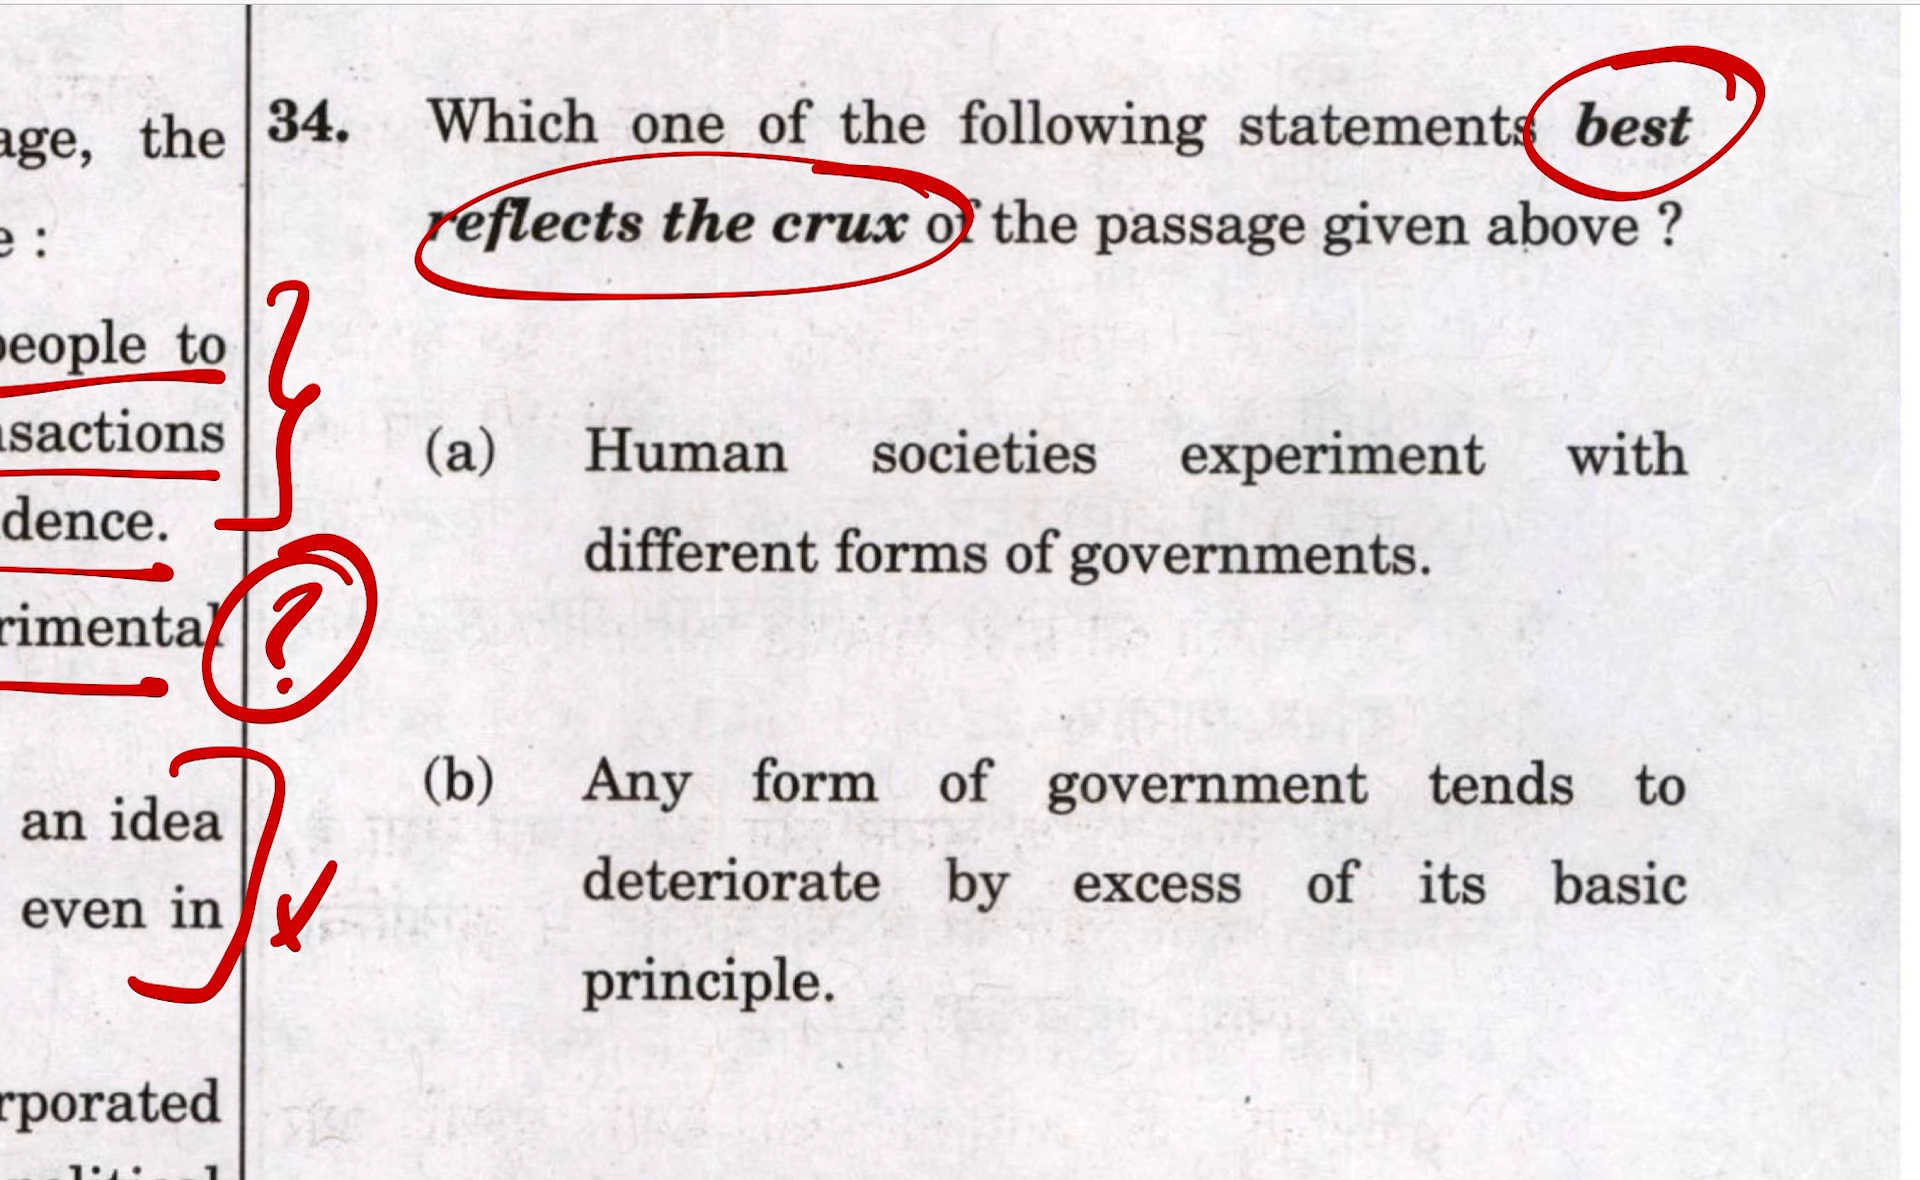 age, the
e :
people to
sactions
dence.
rimental
?
an idea
even in
rporated
34. Which one of the following statements best
reflects the crux of the passage given above ?
(a) Human societies experiment with
different forms of governments.
(b) Any form of government tends to
deteriorate by excess of its basic
principle.